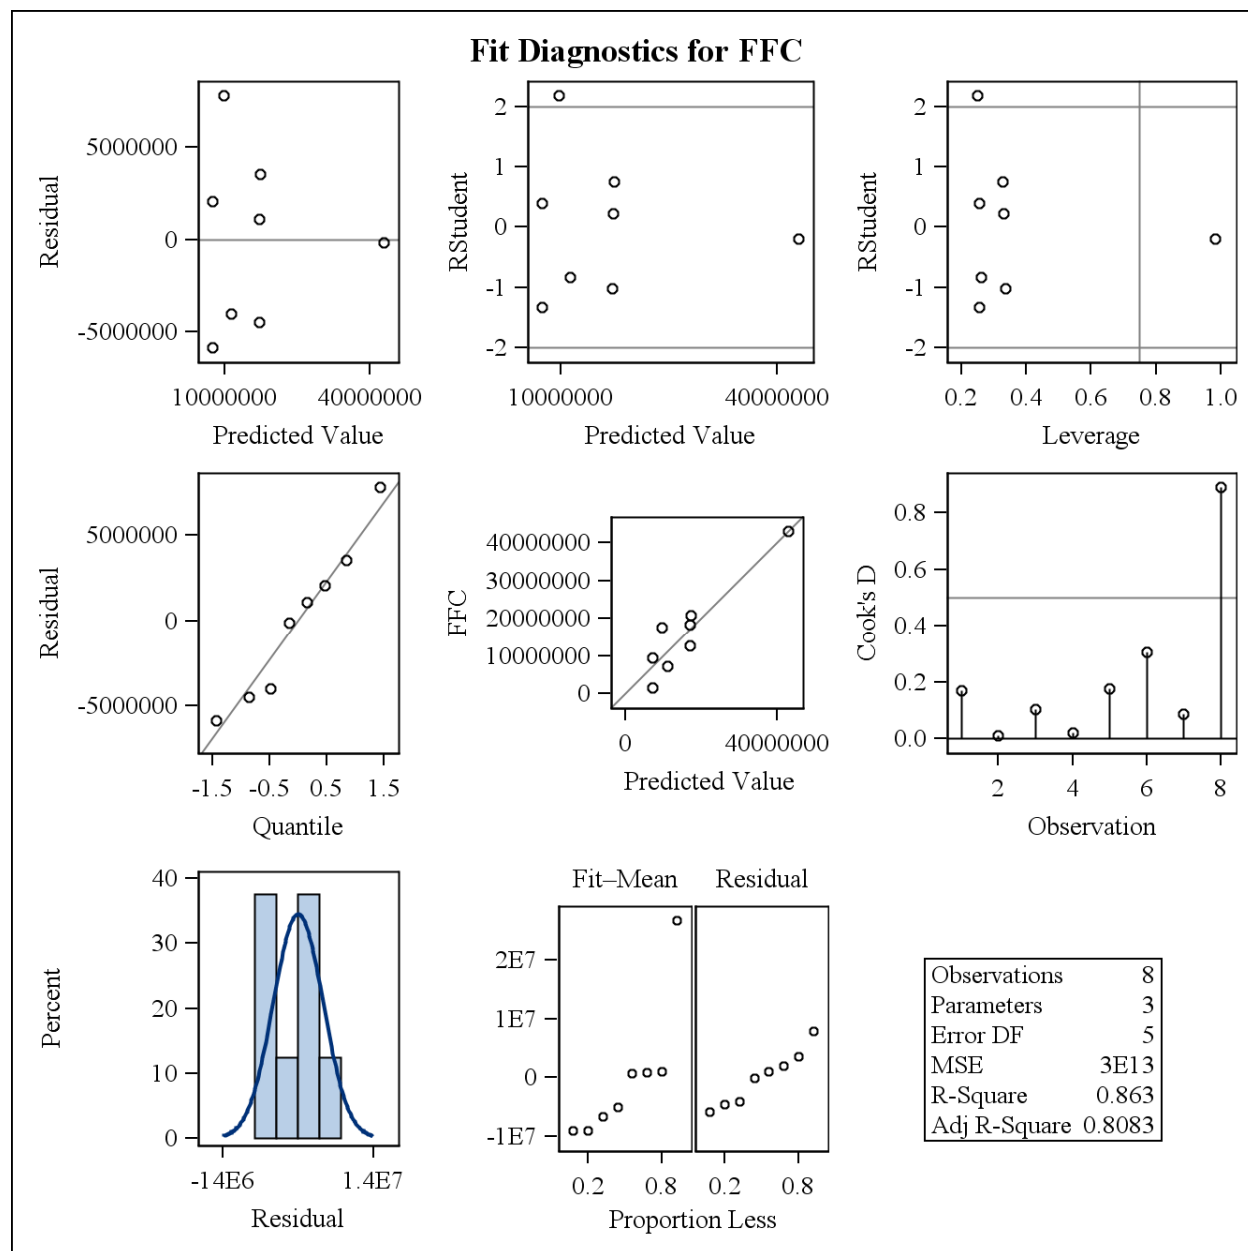 Fit Diagnostics for FFC
Residual
5000000
0
-5000000
10000000 40000000
Predicted Value
RStudent
2
1
0
-1
-2
10000000 40000000
Predicted Value
RStudent
2
1
0
-1
-2
0.2 0.4 0.6 0.8 1.0
Leverage
Residual
5000000
0
-5000000
-1.5 -0.5 0.5 1.5
Quantile
FFC
40000000
30000000
20000000
10000000
0
0 40000000
Predicted Value
Cook's D
0.8
0.6
0.4
0.2
0.0
2 4 6 8
Observation
Percent
40
30
20
10
0
-14E6 1.4E7
Residual
Fit–Mean Residual
2E7
1E7
0
-1E7
0.2 0.8 0.2 0.8
Proportion Less
Observations 8
Parameters 3
Error DF 5
MSE 3E13
R-Square 0.863
Adj R-Square 0.8083